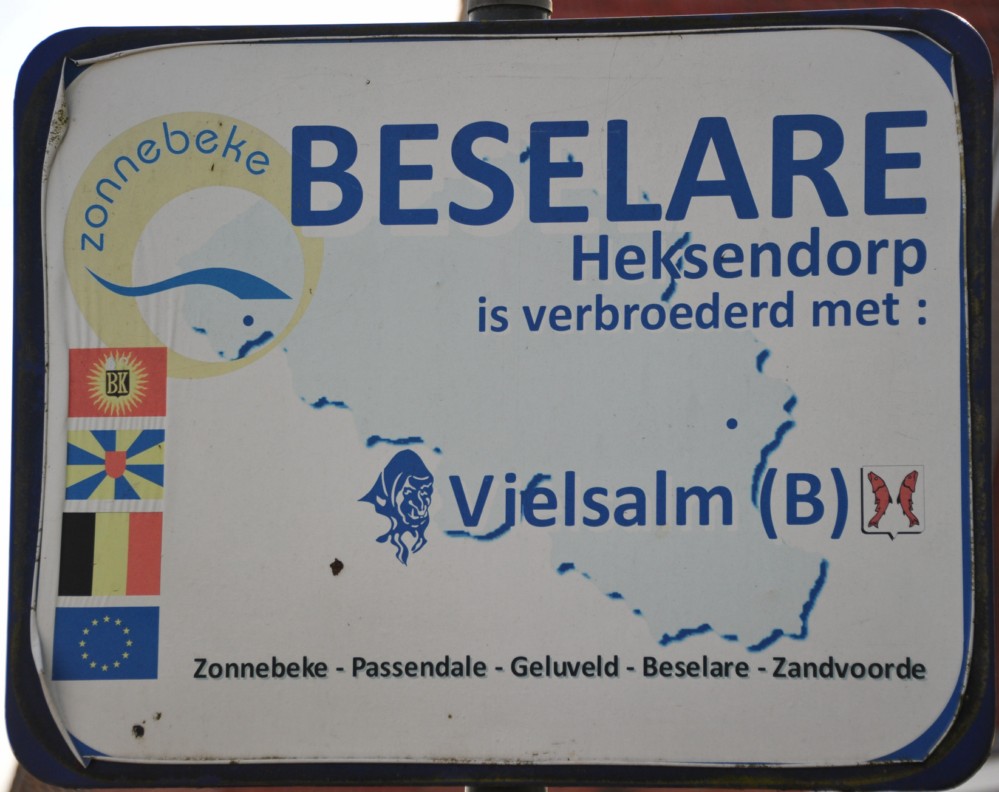 zonnebeke
BESELARE
Heksendorp
is verbroederd met :
BK
Vielsalm (B)
Zonnebeke - Passendale - Geluveld - Beselare - Zandvoorde